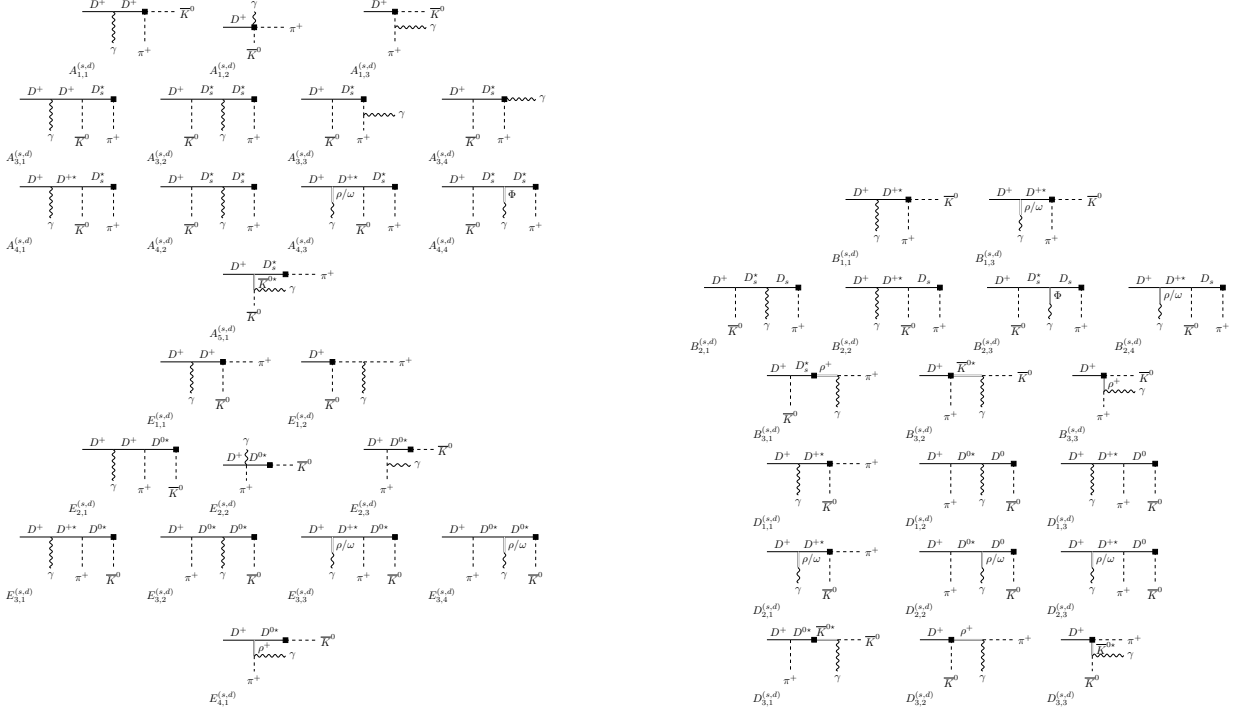 D⁺ D⁺ K̅⁰ γ π⁺
A₁,₁^(s,d)
γ D⁺ π⁺ K̅⁰
A₁,₂^(s,d)
K̅⁰ γ π⁺
A₁,₃^(s,d)
D⁺ D⁺ D_s^⋆ γ K̅⁰ π⁺
A₃,₁^(s,d)
D⁺ D_s^⋆ D_s^⋆ K̅⁰ γ π⁺
A₃,₂^(s,d)
D⁺ D_s^⋆ γ K̅⁰ π⁺
A₃,₃^(s,d)
D⁺ D_s^⋆ γ K̅⁰ π⁺
A₃,₄^(s,d)
D⁺ D⁺⋆ D_s^⋆ γ K̅⁰ π⁺
A₄,₁^(s,d)
D⁺ D_s^⋆ D_s^⋆ K̅⁰ γ π⁺
A₄,₂^(s,d)
D⁺ D⁺⋆ D_s^⋆ ρ/ω γ K̅⁰ π⁺
A₄,₃^(s,d)
D⁺ D_s^⋆ D_s^⋆ Φ K̅⁰ γ π⁺
A₄,₄^(s,d)
D⁺ D_s^⋆ π⁺ K̅⁰⋆ γ K̅⁰
A₅,₁^(s,d)
D⁺ D⁺ π⁺ γ K̅⁰
E₁,₁^(s,d)
D⁺ π⁺ K̅⁰ γ
E₁,₂^(s,d)
D⁺ D⁺ D⁰⋆ γ π⁺ K̅⁰
E₂,₁^(s,d)
γ D⁺ D⁰⋆ K̅⁰ π⁺
E₂,₂^(s,d)
D⁺ D⁰⋆ K̅⁰ γ π⁺
E₂,₃^(s,d)
D⁺ D⁺⋆ D⁰⋆ γ π⁺ K̅⁰
E₃,₁^(s,d)
D⁺ D⁰⋆ D⁰⋆ π⁺ γ K̅⁰
E₃,₂^(s,d)
D⁺ D⁺⋆ D⁰⋆ ρ/ω γ π⁺ K̅⁰
E₃,₃^(s,d)
D⁺ D⁰⋆ D⁰⋆ ρ/ω π⁺ γ K̅⁰
E₃,₄^(s,d)
D⁺ D⁰⋆ K̅⁰ ρ⁺ γ π⁺
E₄,₁^(s,d)
D⁺ D⁺⋆ K̅⁰ γ π⁺
B₁,₁^(s,d)
D⁺ D⁺⋆ K̅⁰ ρ/ω γ π⁺
B₁,₃^(s,d)
D⁺ D_s^⋆ D_s K̅⁰ γ π⁺
B₂,₁^(s,d)
D⁺ D⁺⋆ D_s γ K̅⁰ π⁺
B₂,₂^(s,d)
D⁺ D_s^⋆ D_s Φ K̅⁰ γ π⁺
B₂,₃^(s,d)
D⁺ D⁺⋆ D_s ρ/ω γ K̅⁰ π⁺
B₂,₄^(s,d)
D⁺ D_s^⋆ ρ⁺ π⁺ K̅⁰ γ
B₃,₁^(s,d)
D⁺ K̅⁰⋆ K̅⁰ π⁺ γ
B₃,₂^(s,d)
D⁺ K̅⁰ ρ⁺ γ π⁺
B₃,₃^(s,d)
D⁺ D⁺⋆ π⁺ γ K̅⁰
D₁,₁^(s,d)
D⁺ D⁰⋆ D⁰ π⁺ γ K̅⁰
D₁,₂^(s,d)
D⁺ D⁺⋆ D⁰ γ π⁺ K̅⁰
D₁,₃^(s,d)
D⁺ D⁺⋆ π⁺ ρ/ω γ K̅⁰
D₂,₁^(s,d)
D⁺ D⁰⋆ D⁰ ρ/ω π⁺ γ K̅⁰
D₂,₂^(s,d)
D⁺ D⁺⋆ D⁰ ρ/ω γ π⁺ K̅⁰
D₂,₃^(s,d)
D⁺ D⁰⋆ K̅⁰⋆ K̅⁰ π⁺ γ
D₃,₁^(s,d)
D⁺ ρ⁺ π⁺ K̅⁰ γ
D₃,₂^(s,d)
D⁺ π⁺ K̅⁰⋆ γ K̅⁰
D₃,₃^(s,d)